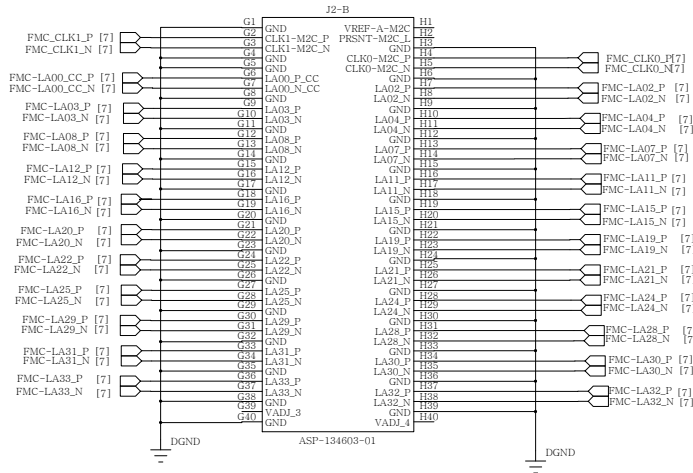 J2-B
G1 GND VREF-A-M2C H1
FMC_CLK1_P [7] G2 CLK1-M2C_P PRSNT-M2C_L H2
FMC_CLK1_N [7] G3 CLK1-M2C_N GND H3
G4 GND CLK0-M2C_P H4 FMC_CLK0_P[7]
G5 GND CLK0-M2C_N H5 FMC_CLK0_N[7]
FMC-LA00_CC_P [7] G6 LA00_P_CC GND H6
FMC-LA00_CC_N [7] G7 LA00_N_CC LA02_P H7 FMC-LA02_P [7]
G8 GND LA02_N H8 FMC-LA02_N [7]
FMC-LA03_P [7] G9 LA03_P GND H9
FMC-LA03_N [7] G10 LA03_N LA04_P H10 FMC-LA04_P [7]
G11 GND LA04_N H11 FMC-LA04_N [7]
FMC-LA08_P [7] G12 LA08_P GND H12
FMC-LA08_N [7] G13 LA08_N LA07_P H13 FMC-LA07_P [7]
G14 GND LA07_N H14 FMC-LA07_N [7]
FMC-LA12_P [7] G15 LA12_P GND H15
FMC-LA12_N [7] G16 LA12_N LA11_P H16 FMC-LA11_P [7]
G17 GND LA11_N H17 FMC-LA11_N [7]
FMC-LA16_P [7] G18 LA16_P GND H18
FMC-LA16_N [7] G19 LA16_N LA15_P H19 FMC-LA15_P [7]
G20 GND LA15_N H20 FMC-LA15_N [7]
FMC-LA20_P [7] G21 LA20_P GND H21
FMC-LA20_N [7] G22 LA20_N LA19_P H22 FMC-LA19_P [7]
G23 GND LA19_N H23 FMC-LA19_N [7
FMC-LA22_P [7] G24 LA22_P GND H24
FMC-LA22_N [7] G25 LA22_N LA21_P H25 FMC-LA21_P [7]
G26 GND LA21_N H26 FMC-LA21_N [7]
FMC-LA25_P [7] G27 LA25_P GND H27
FMC-LA25_N [7] G28 LA25_N LA24_P H28 FMC-LA24_P [7]
G29 GND LA24_N H29 FMC-LA24_N [7]
FMC-LA29_P [7] G30 LA29_P GND H30
FMC-LA29_N [7] G31 LA29_N LA28_P H31 FMC-LA28_P [7
G32 GND LA28_N H32 FMC-LA28_N [7
FMC-LA31_P [7] G33 LA31_P GND H33
FMC-LA31_N [7] G34 LA31_N LA30_P H34 FMC-LA30_P [7]
G35 GND LA30_N H35 FMC-LA30_N [7]
FMC-LA33_P [7] G36 LA33_P GND H36
FMC-LA33_N [7] G37 LA33_N LA32_P H37 FMC-LA32_P [7]
G38 GND LA32_N H38 FMC-LA32_N [7]
G39 VADJ_3 GND H39
G40 GND VADJ_4 H40
DGND ASP-134603-01 DGND